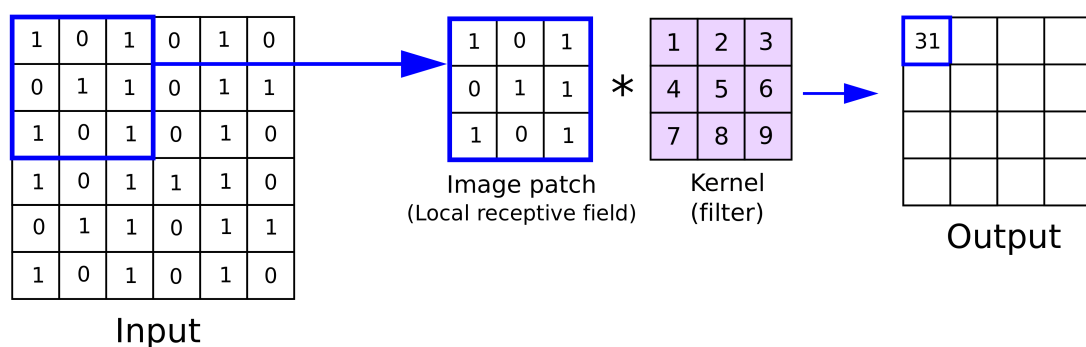 1 0 1 0 1 0
0 1 1 0 1 1
1 0 1 0 1 0
1 0 1 1 1 0
0 1 1 0 1 1
1 0 1 0 1 0
Input
1 0 1
0 1 1
1 0 1
Image patch
(Local receptive field)
*
1 2 3
4 5 6
7 8 9
Kernel
(filter)
31
Output